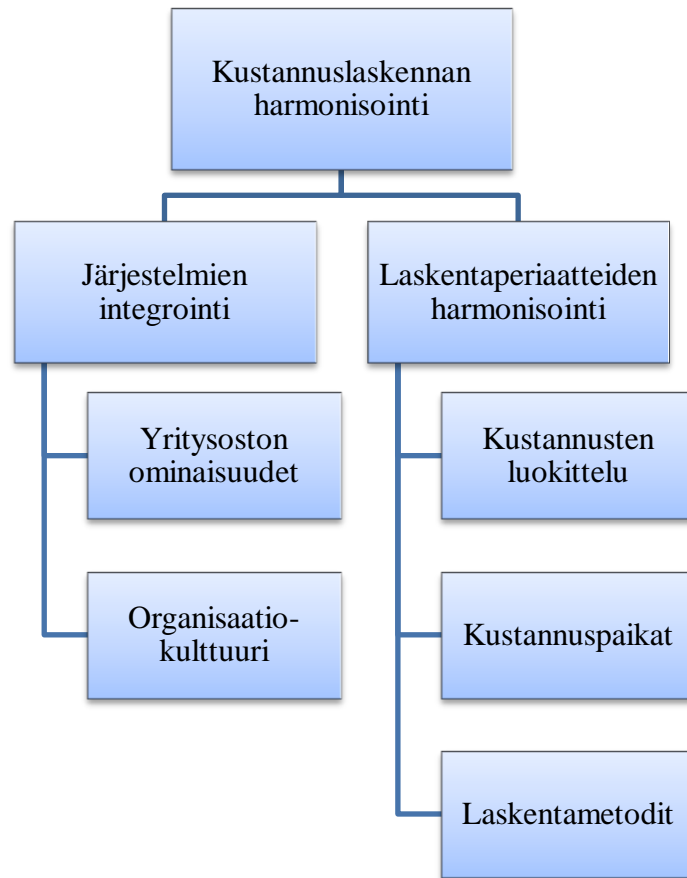 Kustannuslaskennan
harmonisointi
Järjestelmien
integrointi
Laskentaperiaatteiden
harmonisointi
Yritysoston
ominaisuudet
Kustannusten
luokittelu
Organisaatio-
kulttuuri
Kustannuspaikat
Laskentametodit